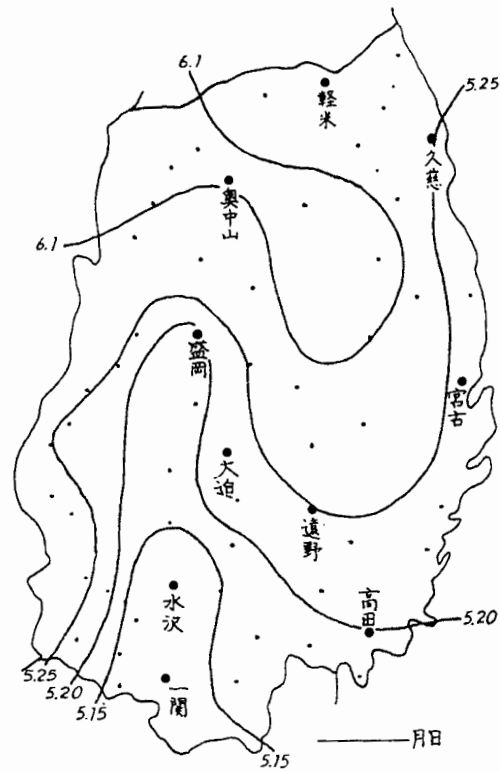 6.1
5.25
軽米
久慈
奥中山
6.1
盛岡
宮古
大迫
遠野
水沢
高田
5.20
一関
5.25
5.20
5.15
5.15
月日